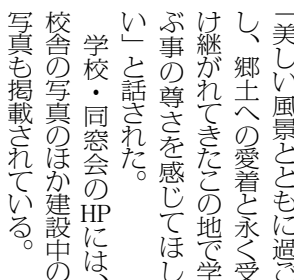 「美しい風景とともに過ご
し、郷土への愛着と永く受
け継がれてきたこの地で学
ぶ事の尊さを感じてほし
い」と話された。
学校・同窓会のHPには、
校舎の写真のほか建設中の
写真も掲載されている。